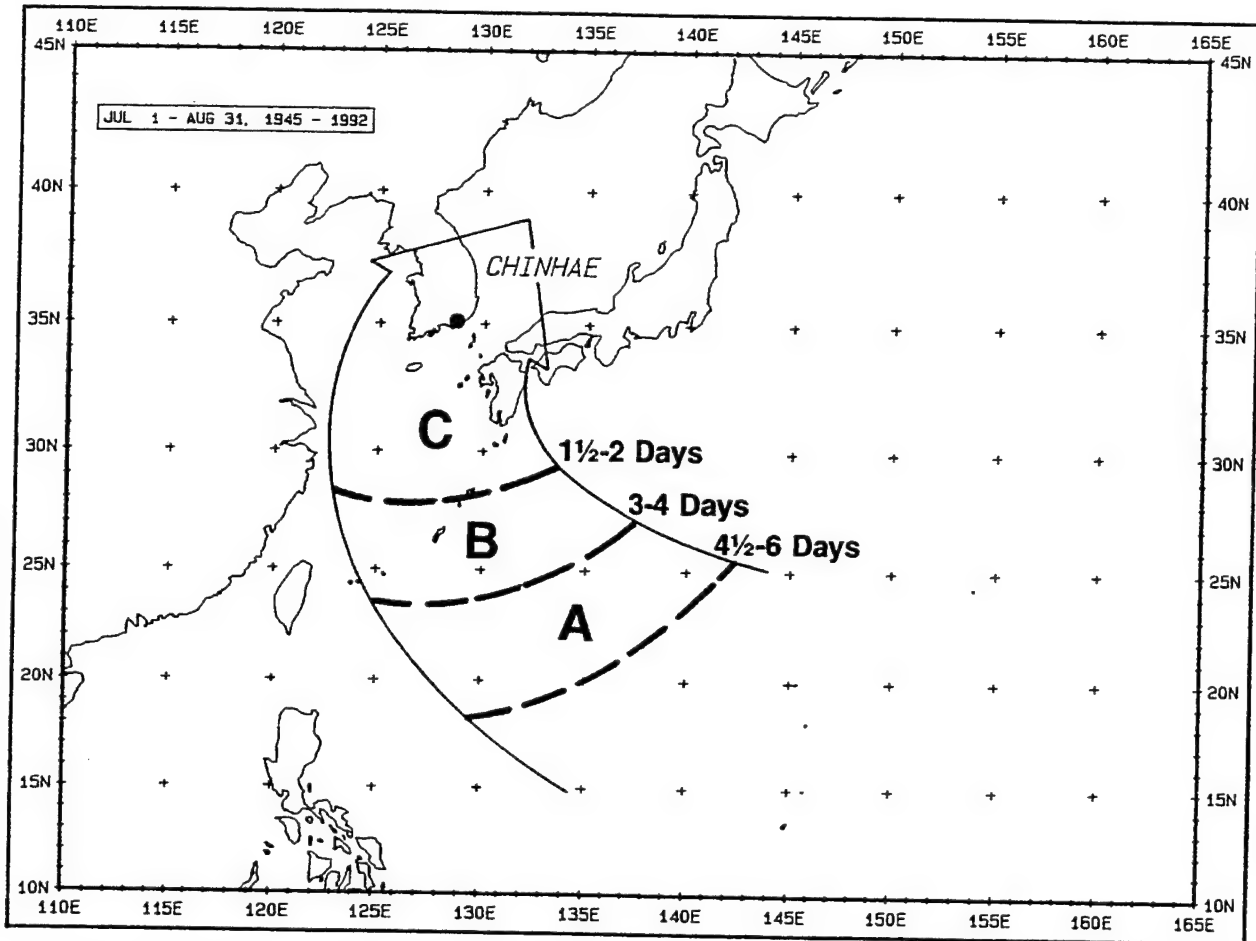 110E 115E 120E 125E 130E 135E 140E 145E 150E 155E 160E 165E
45N 45N
JUL 1 - AUG 31, 1945 - 1992
40N 40N
CHINHAE
35N 35N
C
30N 1½-2 Days 30N
3-4 Days
B
4½-6 Days
25N 25N
A
20N 20N
15N 15N
10N 10N
110E 115E 120E 125E 130E 135E 140E 145E 150E 155E 160E 165E